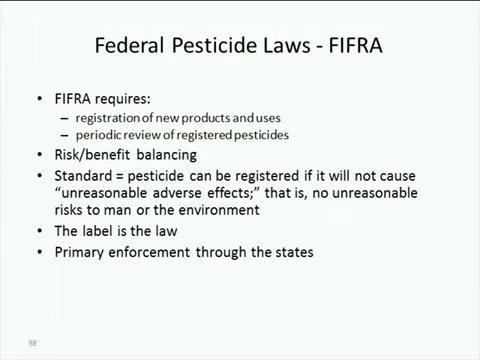 Federal Pesticide Laws - FIFRA
• FIFRA requires:
– registration of new products and uses
– periodic review of registered pesticides
• Risk/benefit balancing
• Standard = pesticide can be registered if it will not cause
“unreasonable adverse effects;” that is, no unreasonable
risks to man or the environment
• The label is the law
• Primary enforcement through the states
98